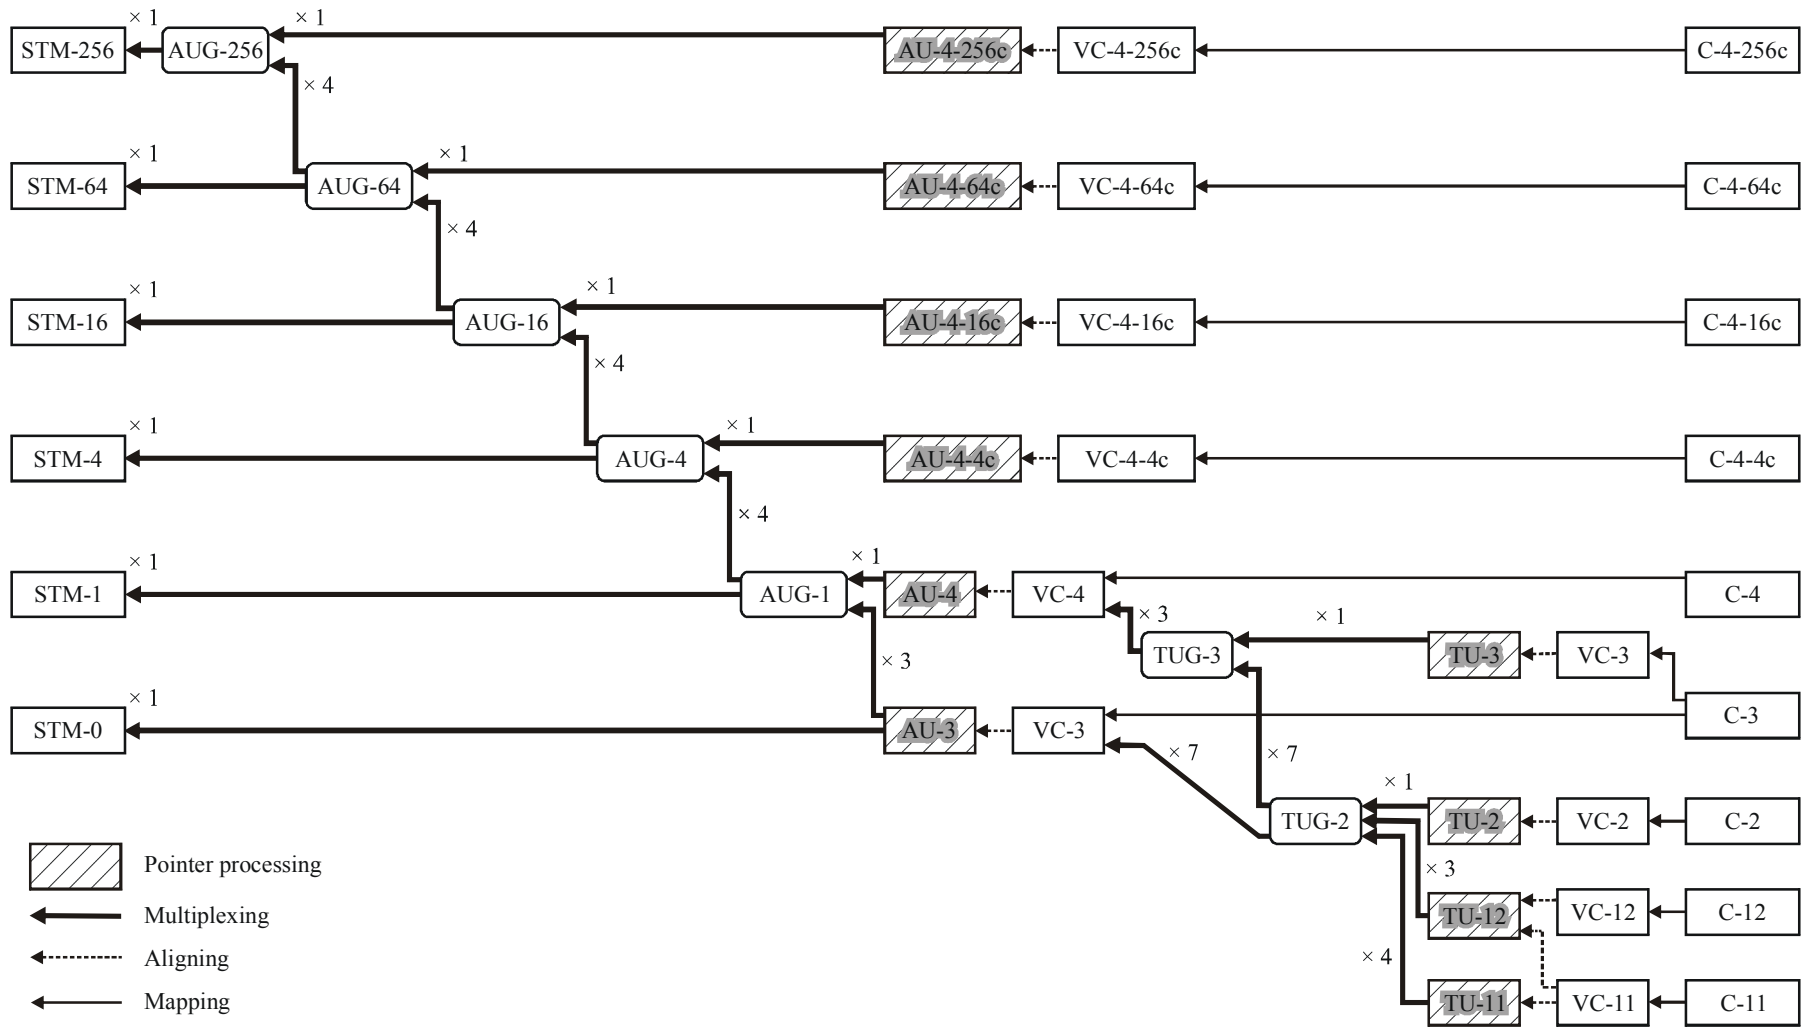 × 1
× 1
STM-256
AUG-256
AU-4-256c
VC-4-256c
C-4-256c
× 4
× 1
× 1
STM-64
AUG-64
AU-4-64c
VC-4-64c
C-4-64c
× 4
× 1
× 1
STM-16
AUG-16
AU-4-16c
VC-4-16c
C-4-16c
× 4
× 1
× 1
STM-4
AUG-4
AU-4-4c
VC-4-4c
C-4-4c
× 4
× 1
× 1
STM-1
AUG-1
AU-4
VC-4
C-4
× 3
× 1
TUG-3
TU-3
VC-3
× 3
× 1
STM-0
AU-3
VC-3
C-3
× 7
× 7
× 1
TUG-2
TU-2
VC-2
C-2
Pointer processing
× 3
TU-12
VC-12
C-12
Multiplexing
× 4
Aligning
Mapping
TU-11
VC-11
C-11